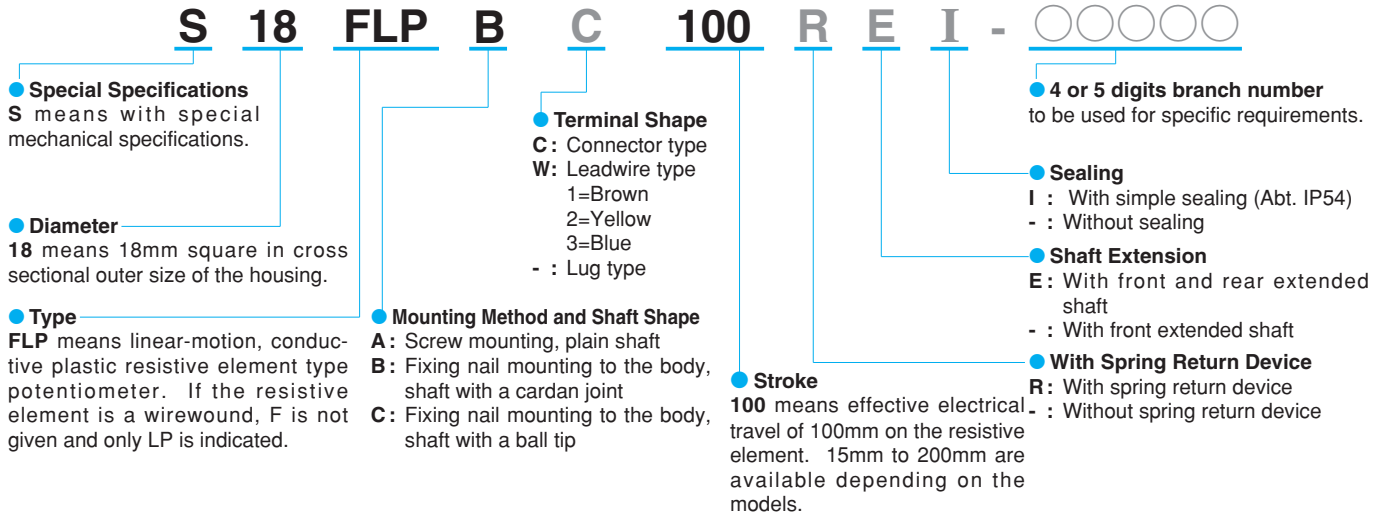 S 18 FLP B C 100 R E I - ○○○○○
● Special Specifications
S means with special
mechanical specifications.
● Diameter
18 means 18mm square in cross
sectional outer size of the housing.
● Type
FLP means linear-motion, conduc-
tive plastic resistive element type
potentiometer. If the resistive
element is a wirewound, F is not
given and only LP is indicated.
● Mounting Method and Shaft Shape
A : Screw mounting, plain shaft
B : Fixing nail mounting to the body,
shaft with a cardan joint
C : Fixing nail mounting to the body,
shaft with a ball tip
● Terminal Shape
C : Connector type
W : Leadwire type
1=Brown
2=Yellow
3=Blue
- : Lug type
● Stroke
100 means effective electrical
travel of 100mm on the resistive
element. 15mm to 200mm are
available depending on the
models.
● 4 or 5 digits branch number
to be used for specific requirements.
● Sealing
I : With simple sealing (Abt. IP54)
- : Without sealing
● Shaft Extension
E : With front and rear extended
shaft
- : With front extended shaft
● With Spring Return Device
R : With spring return device
- : Without spring return device